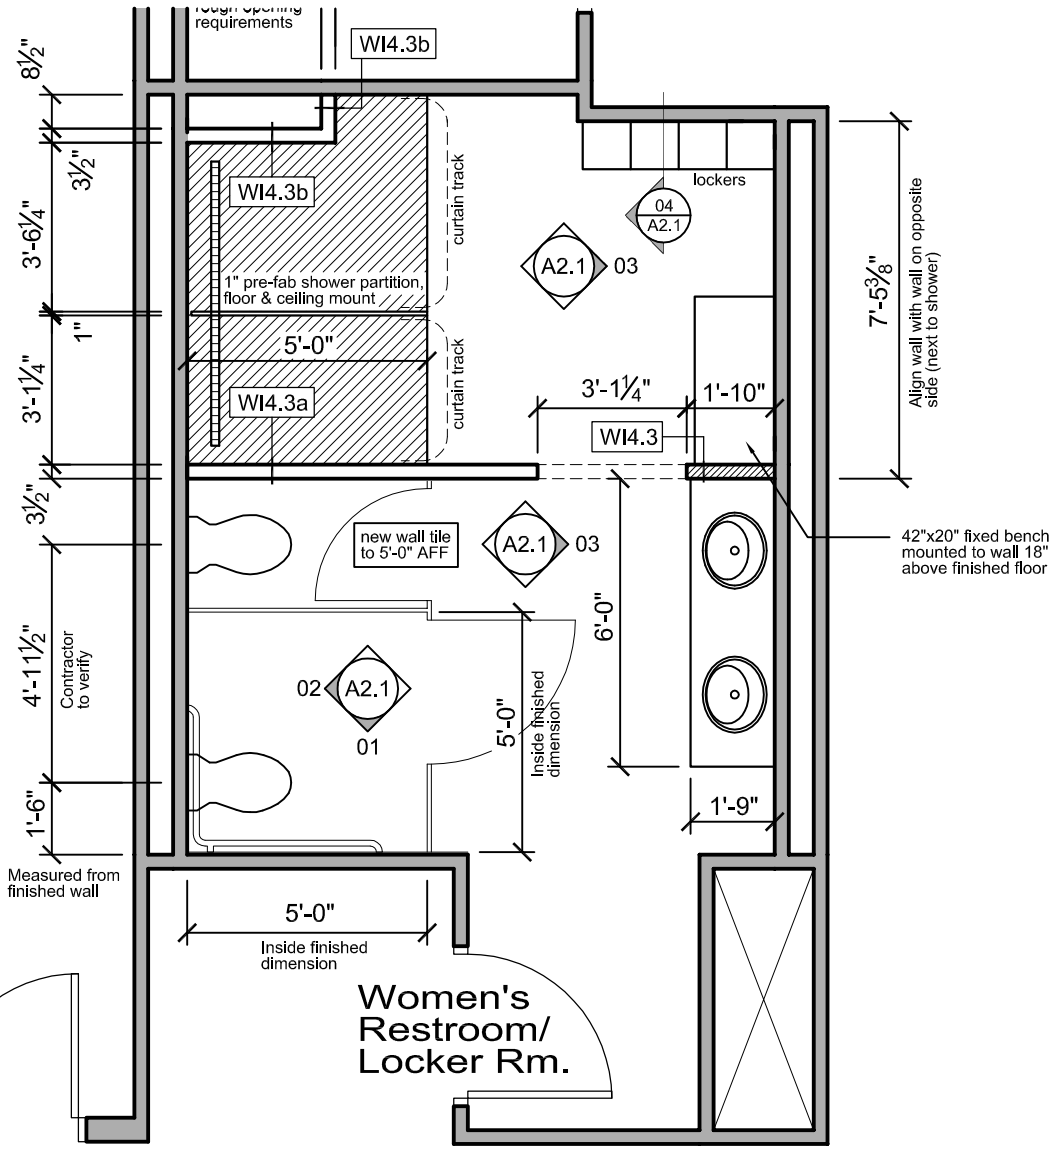 rough opening
requirements
WI4.3b
8½"
3½"
3'-6¼"
1"
3'-1¼"
3½"
4'-11½"
Contractor
to verify
1'-6"
Measured from
finished wall
WI4.3b
1" pre-fab shower partition,
floor & ceiling mount
5'-0"
WI4.3a
curtain track
curtain track
lockers
04
A2.1
A2.1
03
7'-5⅜"
Align wall with wall on opposite
side (next to shower)
3'-1¼"
1'-10"
WI4.3
42"x20" fixed bench
mounted to wall 18"
above finished floor
new wall tile
to 5'-0" AFF
A2.1
03
6'-0"
02
A2.1
01
5'-0"
Inside finished
dimension
1'-9"
5'-0"
Inside finished
dimension
Women's
Restroom/
Locker Rm.